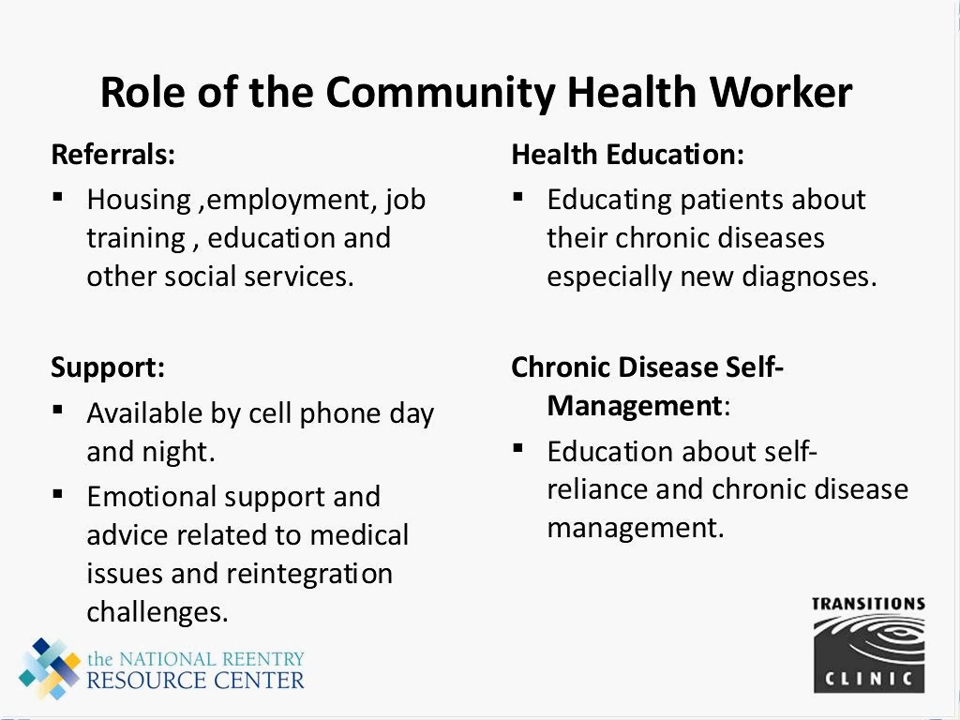 Role of the Community Health Worker
Referrals:
▪ Housing ,employment, job
training , education and
other social services.
Support:
▪ Available by cell phone day
and night.
▪ Emotional support and
advice related to medical
issues and reintegration
challenges.
Health Education:
▪ Educating patients about
their chronic diseases
especially new diagnoses.
Chronic Disease Self-
Management:
▪ Education about self-
reliance and chronic disease
management.
the NATIONAL REENTRY
RESOURCE CENTER
TRANSITIONS
CLINIC